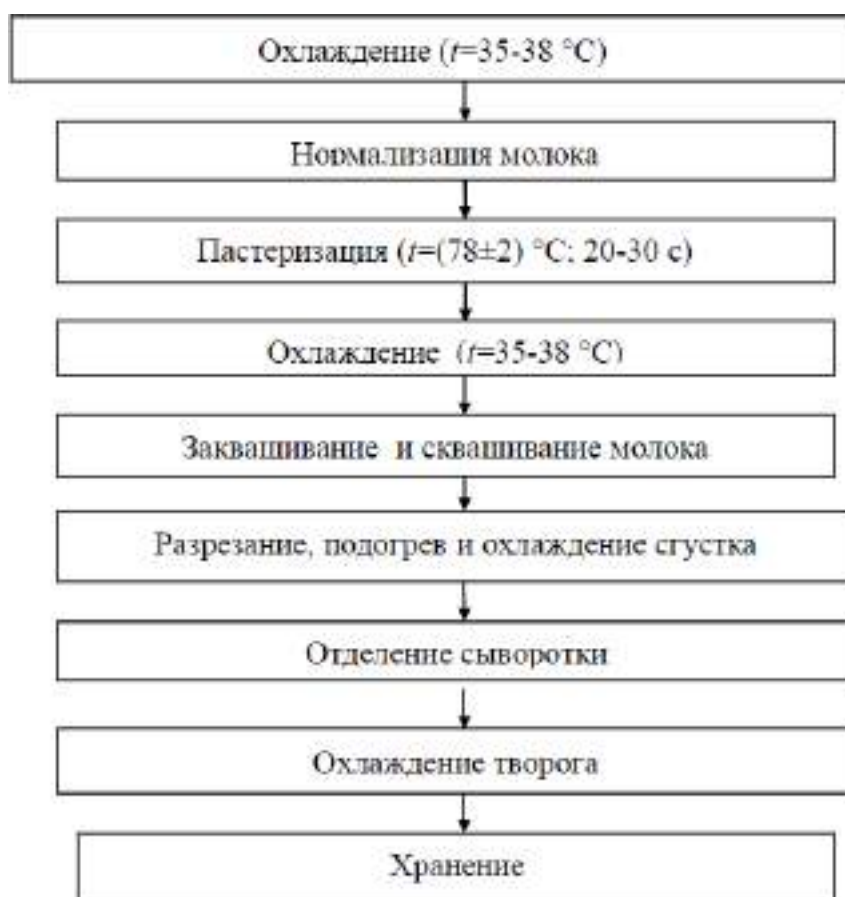 Охлаждение (t=35-38 °C)
Нормализация молока
Пастеризация (t=(78±2) °C; 20-30 с)
Охлаждение (t=35-38 °C)
Заквашивание и сквашивание молока
Разрезание, подогрев и охлаждение сгустка
Отделение сыворотки
Охлаждение творога
Хранение